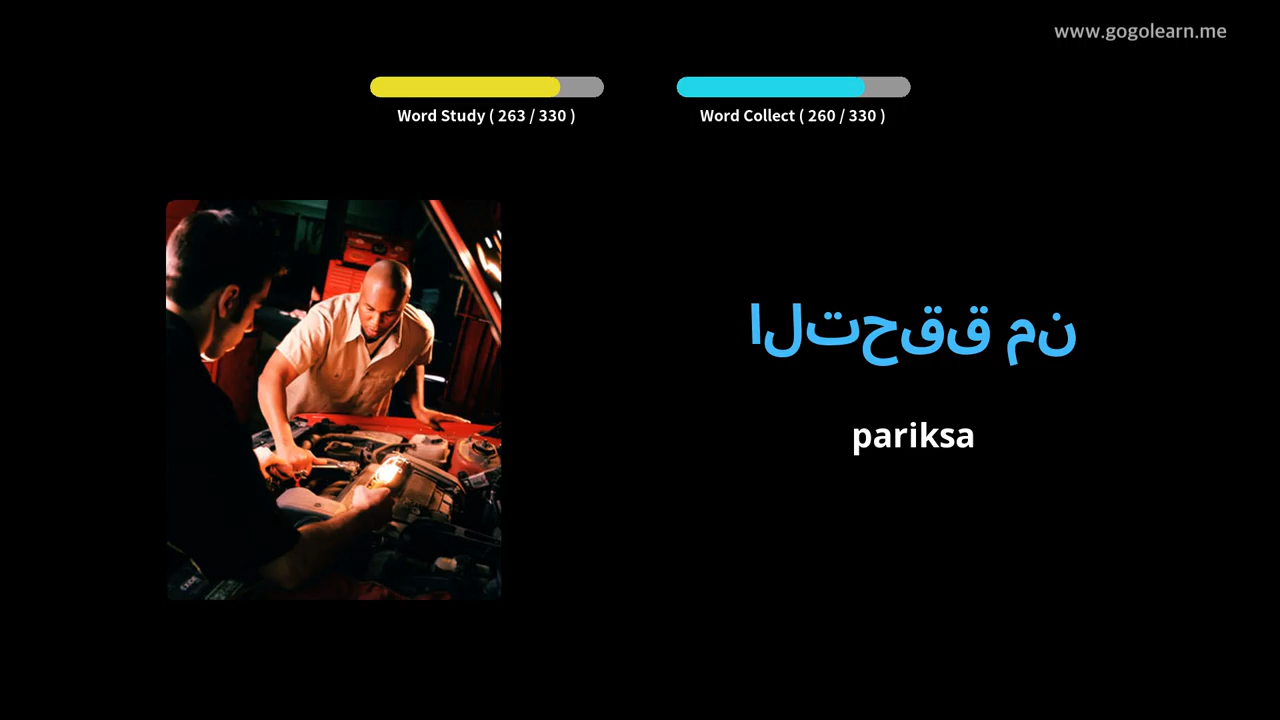 www.gogolearn.me
Word Study ( 263 / 330 )
Word Collect ( 260 / 330 )
التحقق من
pariksa